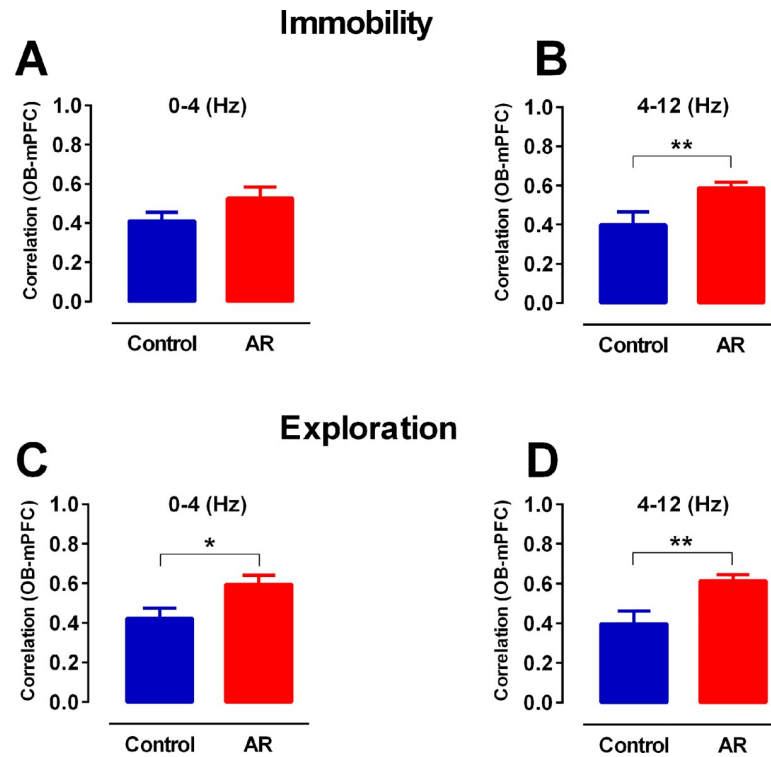 Immobility
A
B
0-4 (Hz)
4-12 (Hz)
Correlation (OB-mPFC)
1.0
0.8
0.6
0.4
0.2
0.0
Control AR
Correlation (OB-mPFC)
1.0
0.8
0.6
0.4
0.2
0.0
**
Control AR
Exploration
C
D
0-4 (Hz)
4-12 (Hz)
Correlation (OB-mPFC)
1.0
0.8
0.6
0.4
0.2
0.0
*
Control AR
Correlation (OB-mPFC)
1.0
0.8
0.6
0.4
0.2
0.0
**
Control AR